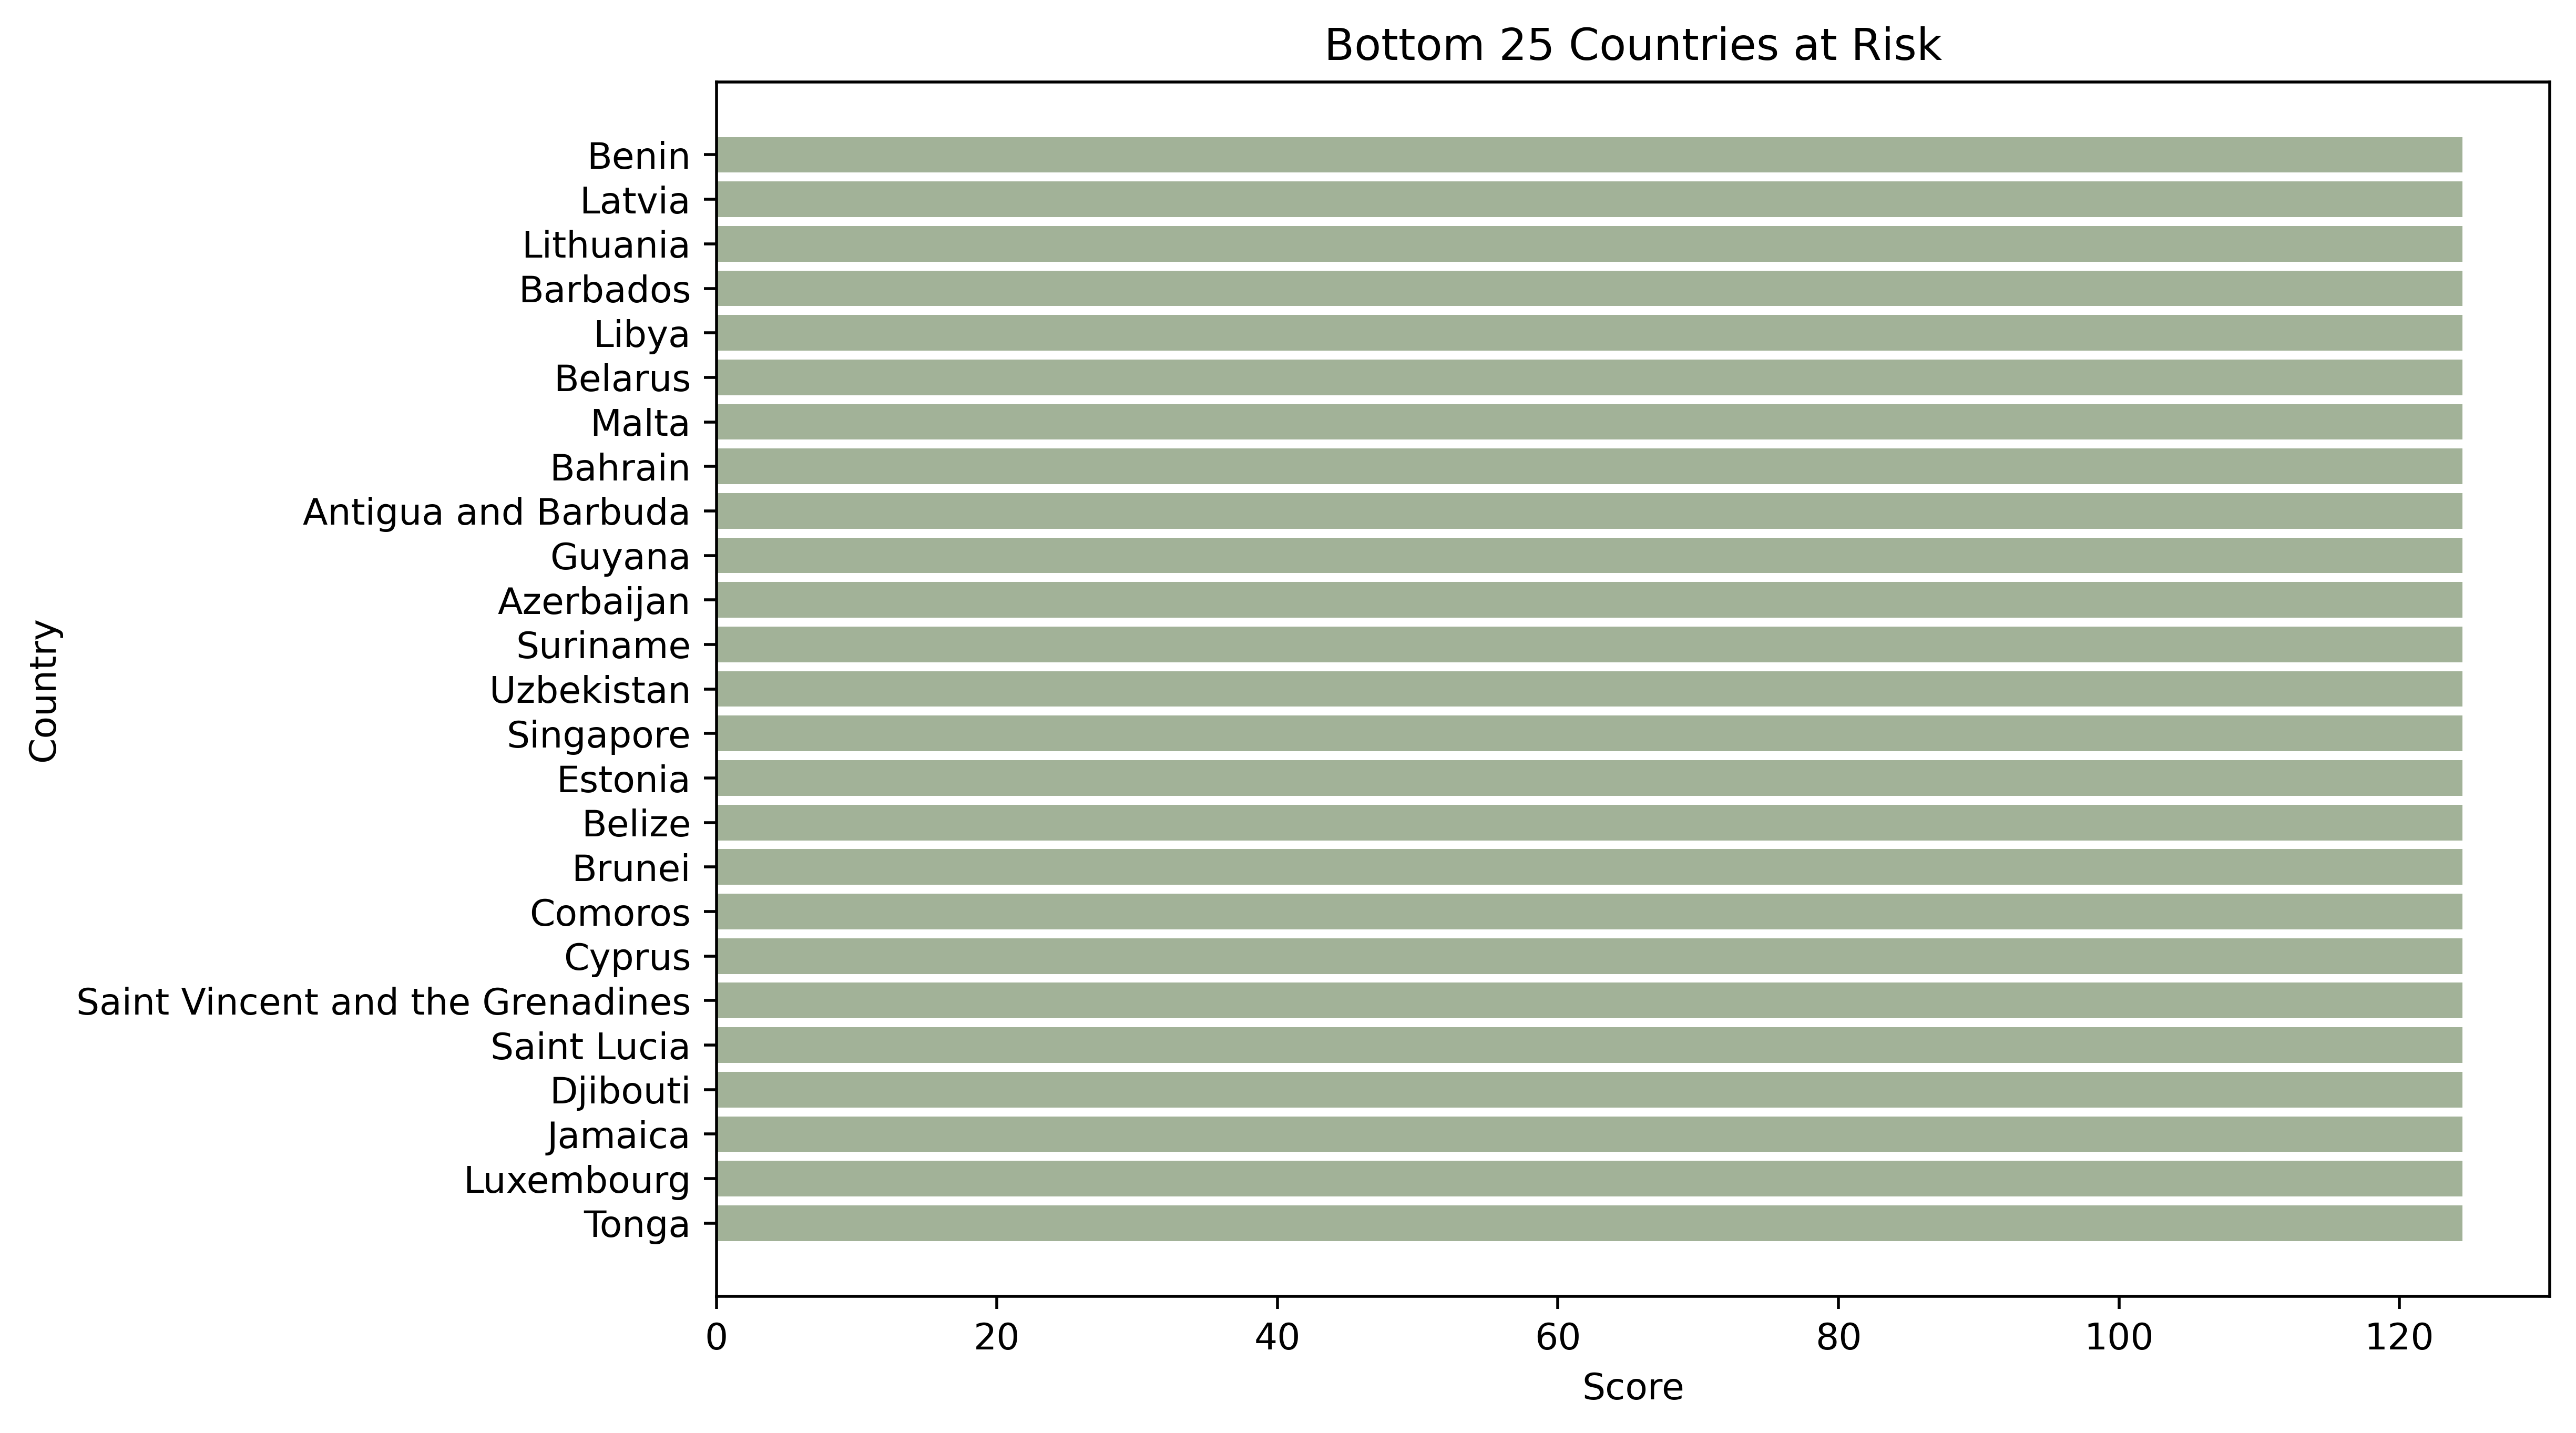 Bottom 25 Countries at Risk
Country
Benin
Latvia
Lithuania
Barbados
Libya
Belarus
Malta
Bahrain
Antigua and Barbuda
Guyana
Azerbaijan
Suriname
Uzbekistan
Singapore
Estonia
Belize
Brunei
Comoros
Cyprus
Saint Vincent and the Grenadines
Saint Lucia
Djibouti
Jamaica
Luxembourg
Tonga
0 20 40 60 80 100 120
Score